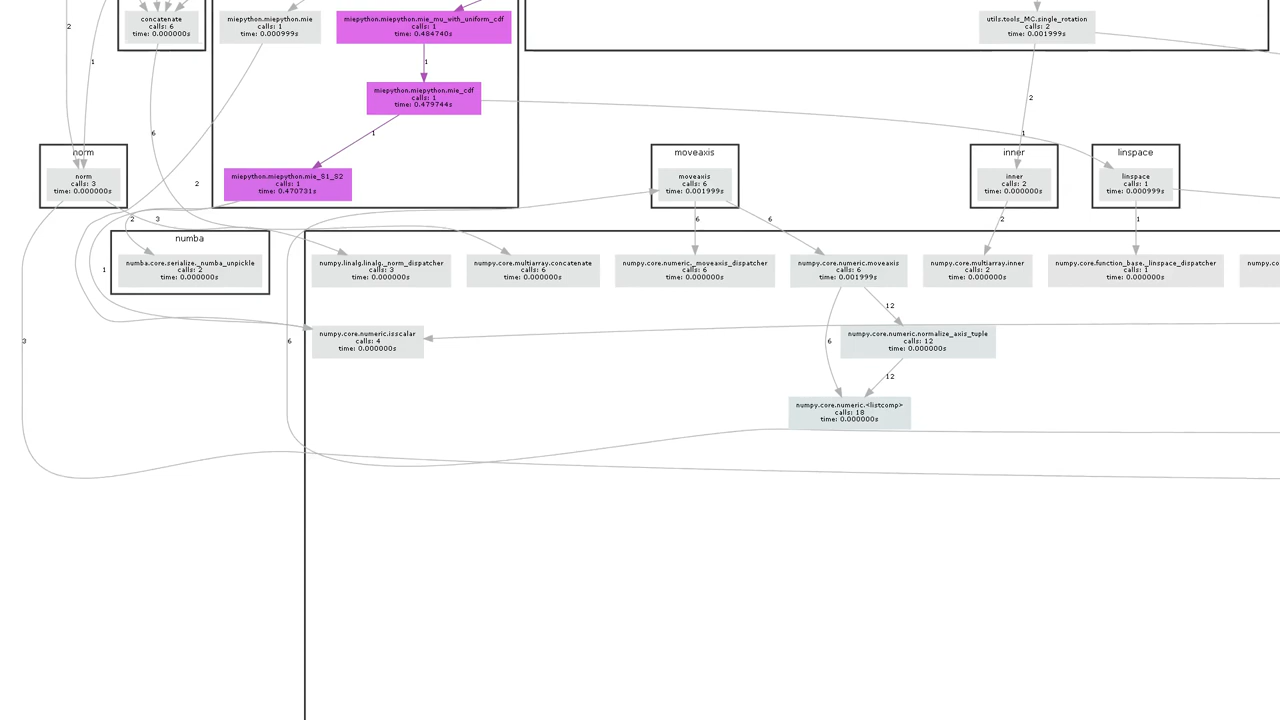 concatenate
calls: 6
time: 0.000000s
miepython.miepython.mie
calls: 1
time: 0.000999s
miepython.miepython.mie_mu_with_uniform_cdf
calls: 1
time: 0.484740s
utils.tools_MC.single_rotation
calls: 2
time: 0.001999s
2
1
1
miepython.miepython.mie_cdf
calls: 1
time: 0.479744s
2
6
1
1
norm
norm
calls: 3
time: 0.000000s
miepython.miepython.mie_S1_S2
calls: 1
time: 0.470731s
2
moveaxis
moveaxis
calls: 6
time: 0.001999s
inner
inner
calls: 2
time: 0.000000s
linspace
linspace
calls: 1
time: 0.000999s
2
3
6
6
2
1
numba
numba.core.serialize._numba_unpickle
calls: 2
time: 0.000000s
numpy.linalg.linalg._norm_dispatcher
calls: 3
time: 0.000000s
numpy.core.multiarray.concatenate
calls: 6
time: 0.000000s
numpy.core.numeric._moveaxis_dispatcher
calls: 6
time: 0.000000s
numpy.core.numeric.moveaxis
calls: 6
time: 0.001999s
numpy.core.multiarray.inner
calls: 2
time: 0.000000s
numpy.core.function_base._linspace_dispatcher
calls: 1
time: 0.000000s
numpy.co
1
12
3
6
numpy.core.numeric.isscalar
calls: 4
time: 0.000000s
6
numpy.core.numeric.normalize_axis_tuple
calls: 12
time: 0.000000s
12
numpy.core.numeric.<listcomp>
calls: 18
time: 0.000000s